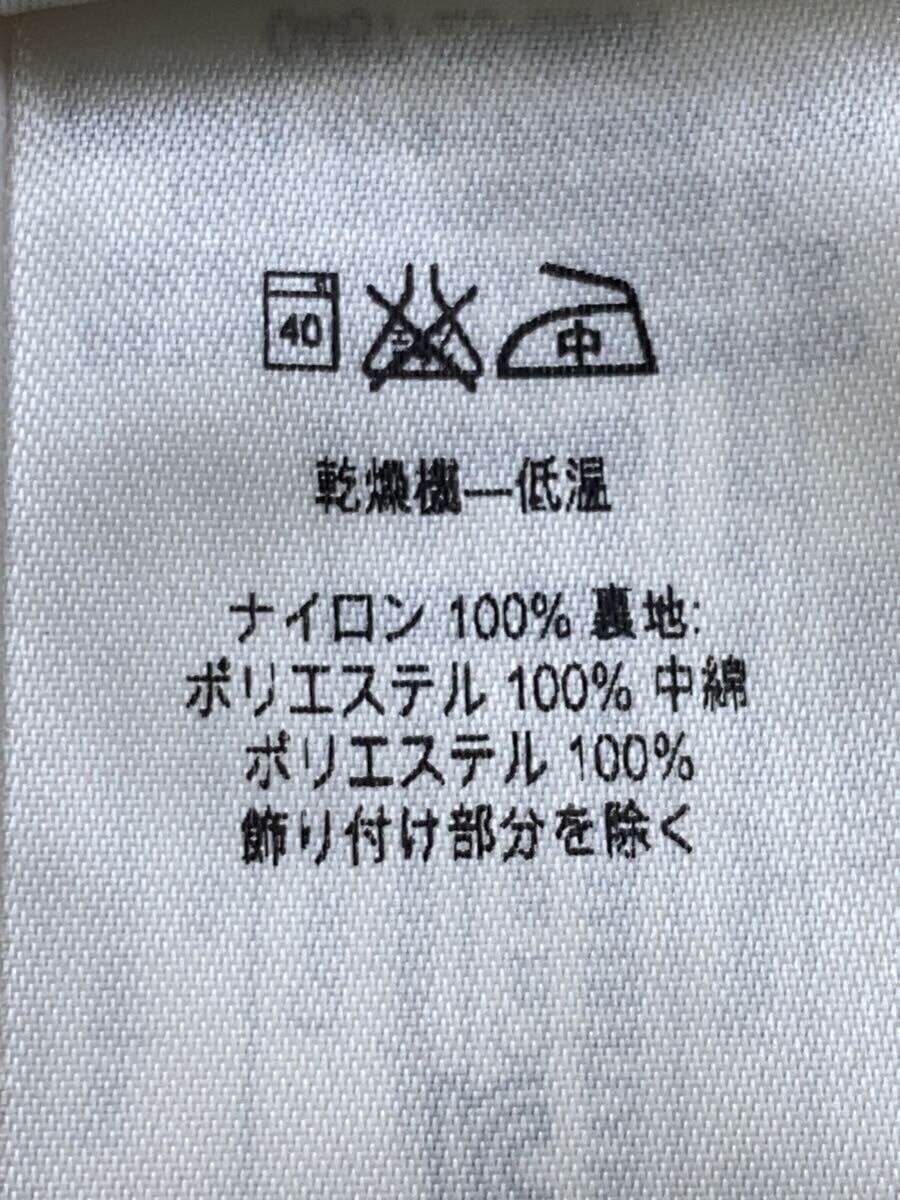 40
中
乾燥機—低温
ナイロン 100% 裏地:
ポリエステル 100% 中綿
ポリエステル 100%
飾り付け部分を除く